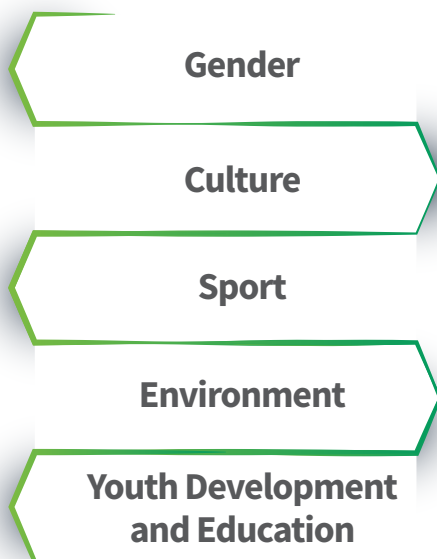 Gender
Culture
Sport
Environment
Youth Development
and Education